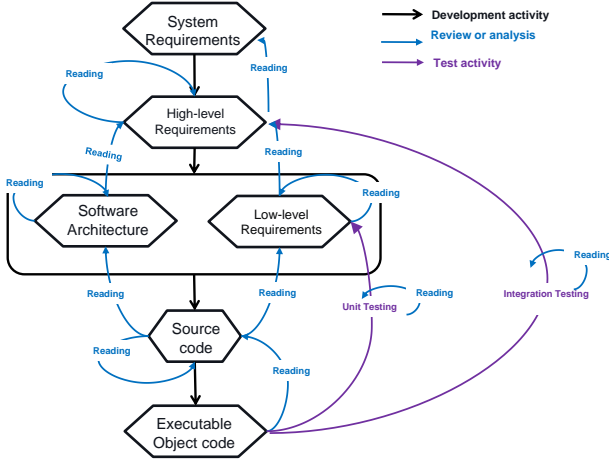 System
Requirements
Development activity
Review or analysis
Test activity
Reading
Reading
High-level
Requirements
Reading
Reading
Reading
Reading
Software
Architecture
Low-level
Requirements
Reading
Reading
Reading
Reading
Unit Testing
Integration Testing
Source
code
Reading
Reading
Executable
Object code